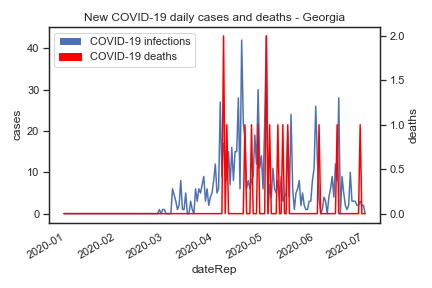 New COVID-19 daily cases and deaths - Georgia
COVID-19 infections
COVID-19 deaths
40
30
20
10
0
cases
2.0
1.5
1.0
0.5
0.0
deaths
2020-01
2020-02
2020-03
2020-04
2020-05
2020-06
2020-07
dateRep